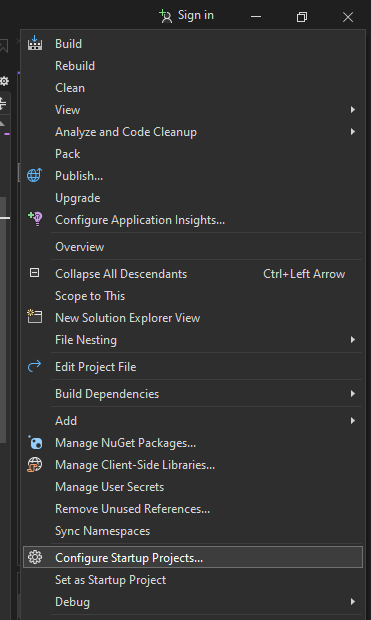 Sign in
Build
Rebuild
Clean
View
Analyze and Code Cleanup
Pack
Publish...
Upgrade
Configure Application Insights...
Overview
Collapse All Descendants Ctrl+Left Arrow
Scope to This
New Solution Explorer View
File Nesting
Edit Project File
Build Dependencies
Add
Manage NuGet Packages...
Manage Client-Side Libraries...
Manage User Secrets
Remove Unused References...
Sync Namespaces
Configure Startup Projects...
Set as Startup Project
Debug